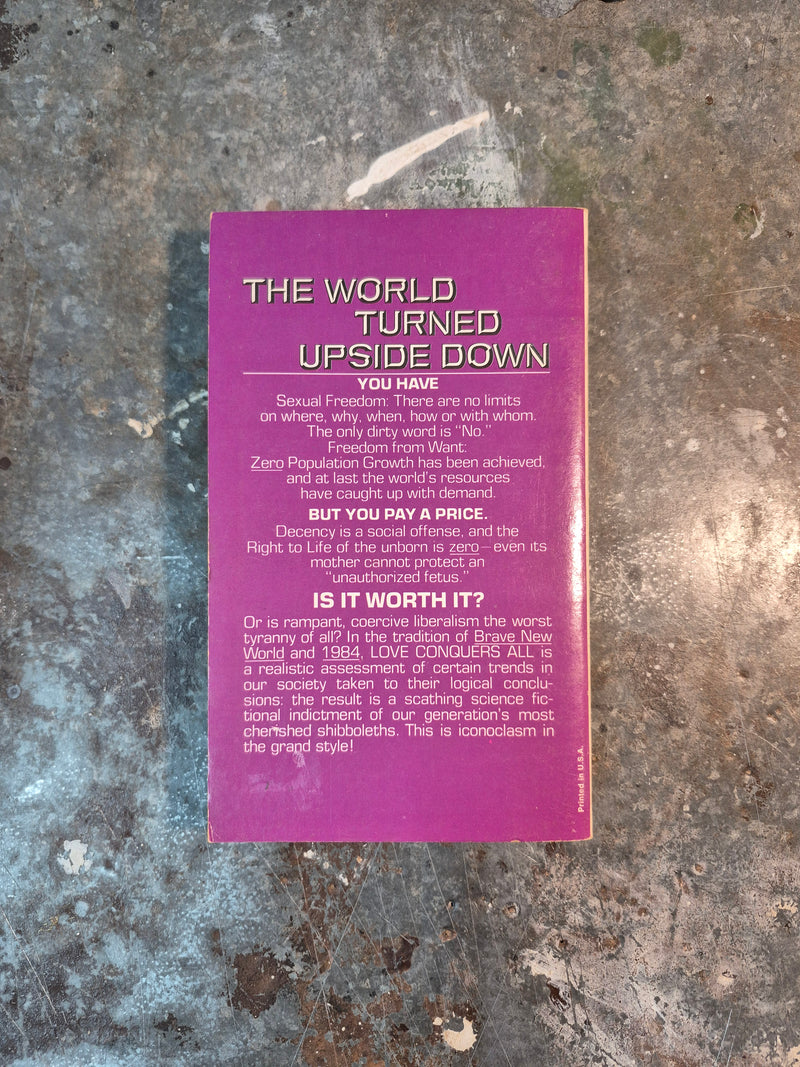 THE WORLD
TURNED
UPSIDE DOWN
YOU HAVE
Sexual Freedom: There are no limits
on where, why, when, how or with whom.
The only dirty word is "No."
Freedom from Want:
Zero Population Growth has been achieved,
and at last the world's resources
have caught up with demand.
BUT YOU PAY A PRICE.
Decency is a social offense, and the
Right to Life of the unborn is zero—even its
mother cannot protect an
"unauthorized fetus."
IS IT WORTH IT?
Or is rampant, coercive liberalism the worst
tyranny of all? In the tradition of Brave New
World and 1984, LOVE CONQUERS ALL is
a realistic assessment of certain trends in
our society taken to their logical conclu-
sions: the result is a scathing science fic-
tional indictment of our generation's most
cherished shibboleths. This is iconoclasm in
the grand style!
Printed in U.S.A.